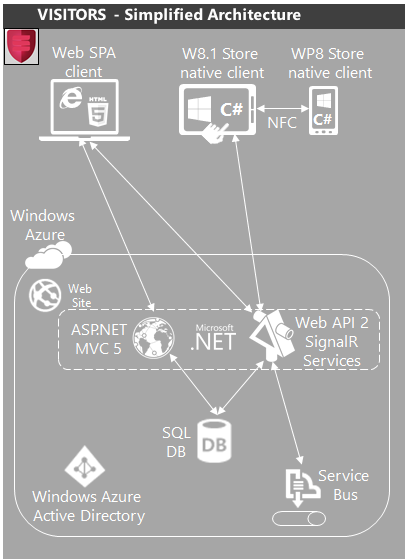 VISITORS - Simplified Architecture
Web SPA
client
W8.1 Store
native client
WP8 Store
native client
HTML
5
C#
C#
NFC
Windows
Azure
Web
Site
ASP.NET
MVC 5
Microsoft
.NET
Web API 2
SignalR
Services
SQL
DB
DB
Service
Bus
Windows Azure
Active Directory